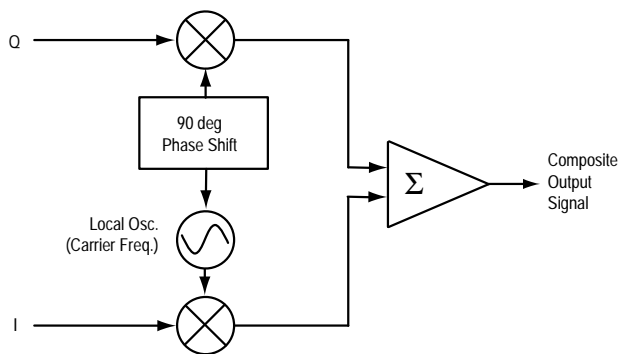 Q
90 deg
Phase Shift
Local Osc.
(Carrier Freq.)
Σ
Composite
Output
Signal
I